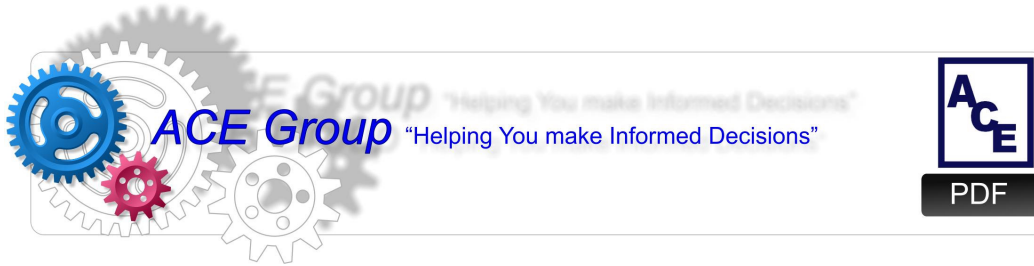 ACE Group "Helping You make Informed Decisions"
ACE
PDF